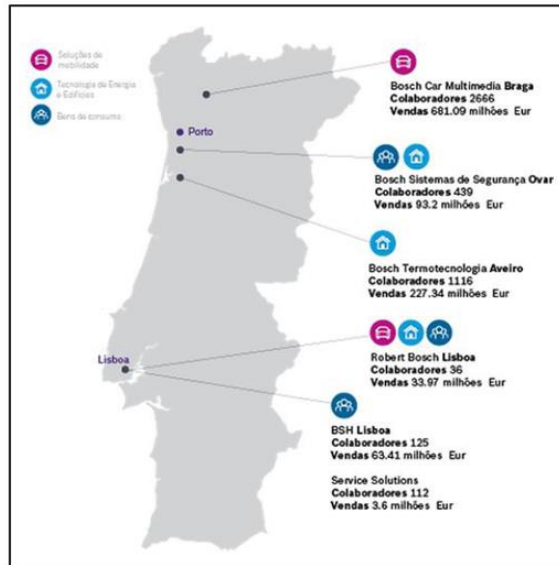 Soluções de
mobilidade
Tecnologia de Energia
e Edifícios
Bens de consumo
Bosch Car Multimedia Braga
Colaboradores 2666
Vendas 681.09 milhões Eur
Porto
Bosch Sistemas de Segurança Ovar
Colaboradores 439
Vendas 93.2 milhões Eur
Bosch Termotecnologia Aveiro
Colaboradores 1116
Vendas 227.34 milhões Eur
Lisboa
Robert Bosch Lisboa
Colaboradores 36
Vendas 33.97 milhões Eur
BSH Lisboa
Colaboradores 125
Vendas 63.41 milhões Eur
Service Solutions
Colaboradores 112
Vendas 3.6 milhões Eur